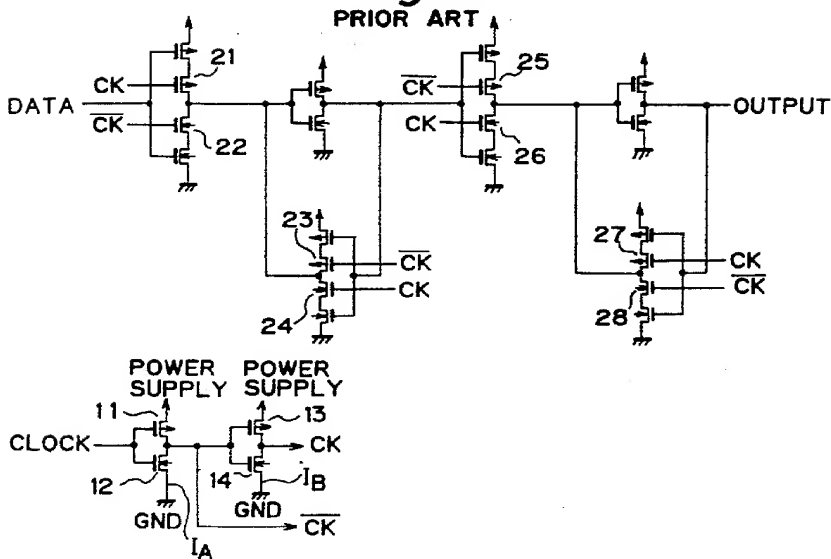 PRIOR ART
21
CK
DATA
CK
22
25
CK
CK
26
OUTPUT
23
CK
CK
24
27
CK
CK
28
POWER SUPPLY
POWER SUPPLY
11
13
CLOCK
CK
12
14
IB
GND
GND
CK
IA